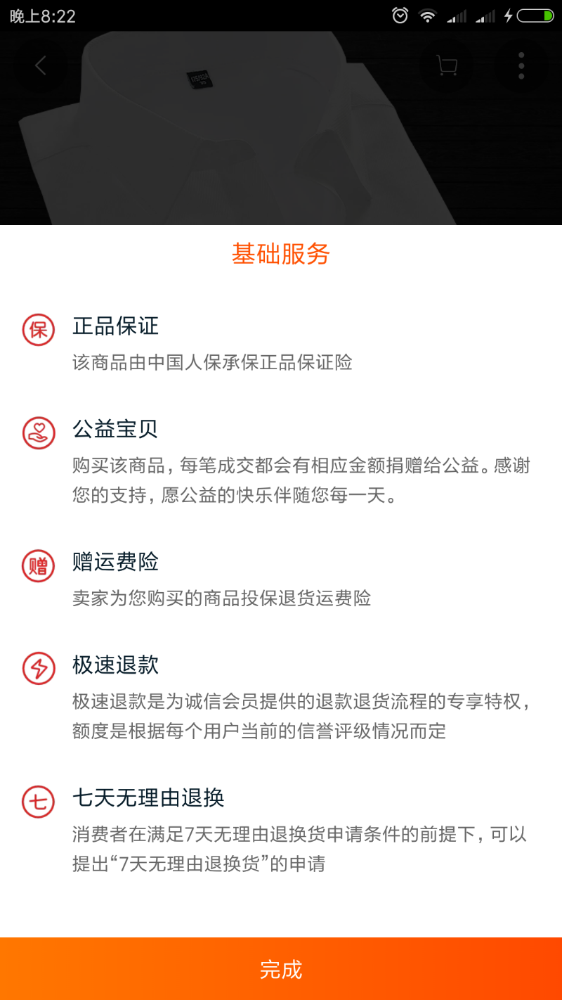 晚上8:22
基础服务
保
正品保证
该商品由中国人保承保正品保证险
公益宝贝
购买该商品，每笔成交都会有相应金额捐赠给公益。感谢
您的支持，愿公益的快乐伴随您每一天。
赠
赠运费险
卖家为您购买的商品投保退货运费险
极速退款
极速退款是为诚信会员提供的退款退货流程的专享特权，
额度是根据每个用户当前的信誉评级情况而定
七
七天无理由退换
消费者在满足7天无理由退换货申请条件的前提下，可以
提出“7天无理由退换货”的申请
完成